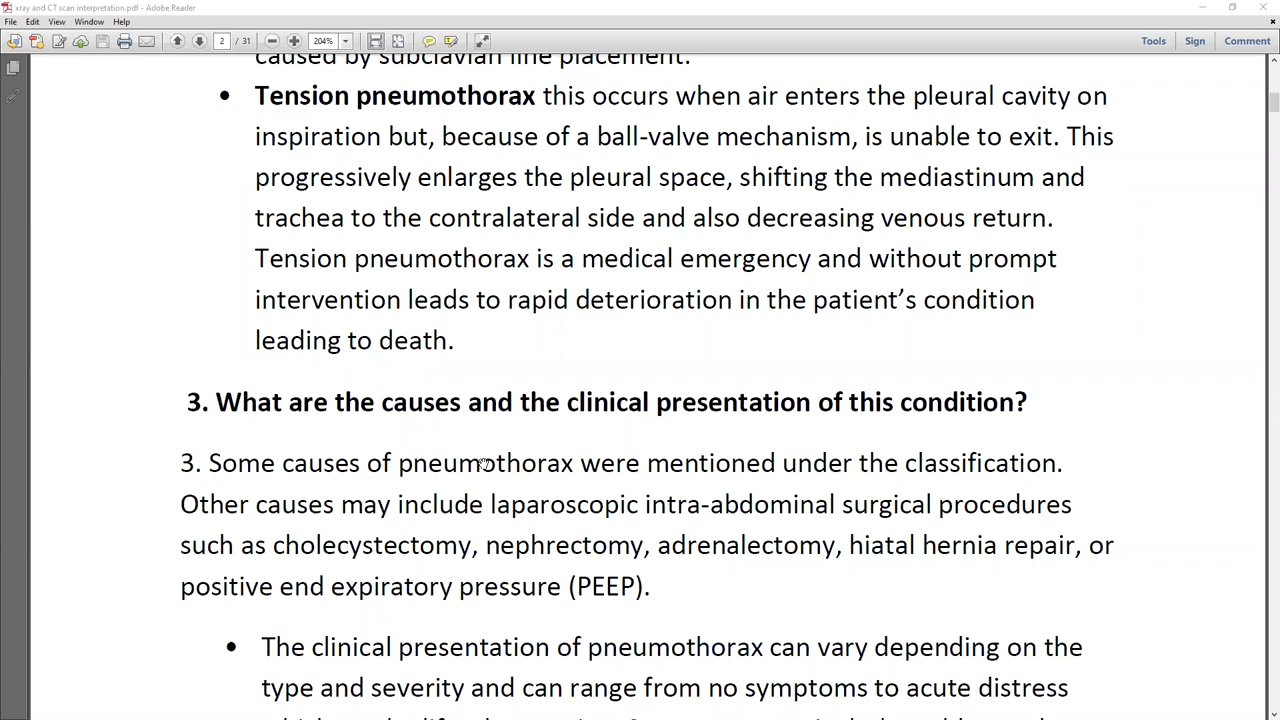 xray and CT scan interpretation.pdf - Adobe Reader
File Edit View Window Help
2 / 31 204% Tools Sign Comment
caused by subclavian line placement.
• Tension pneumothorax this occurs when air enters the pleural cavity on
inspiration but, because of a ball-valve mechanism, is unable to exit. This
progressively enlarges the pleural space, shifting the mediastinum and
trachea to the contralateral side and also decreasing venous return.
Tension pneumothorax is a medical emergency and without prompt
intervention leads to rapid deterioration in the patient’s condition
leading to death.
3. What are the causes and the clinical presentation of this condition?
3. Some causes of pneumothorax were mentioned under the classification.
Other causes may include laparoscopic intra-abdominal surgical procedures
such as cholecystectomy, nephrectomy, adrenalectomy, hiatal hernia repair, or
positive end expiratory pressure (PEEP).
• The clinical presentation of pneumothorax can vary depending on the
type and severity and can range from no symptoms to acute distress